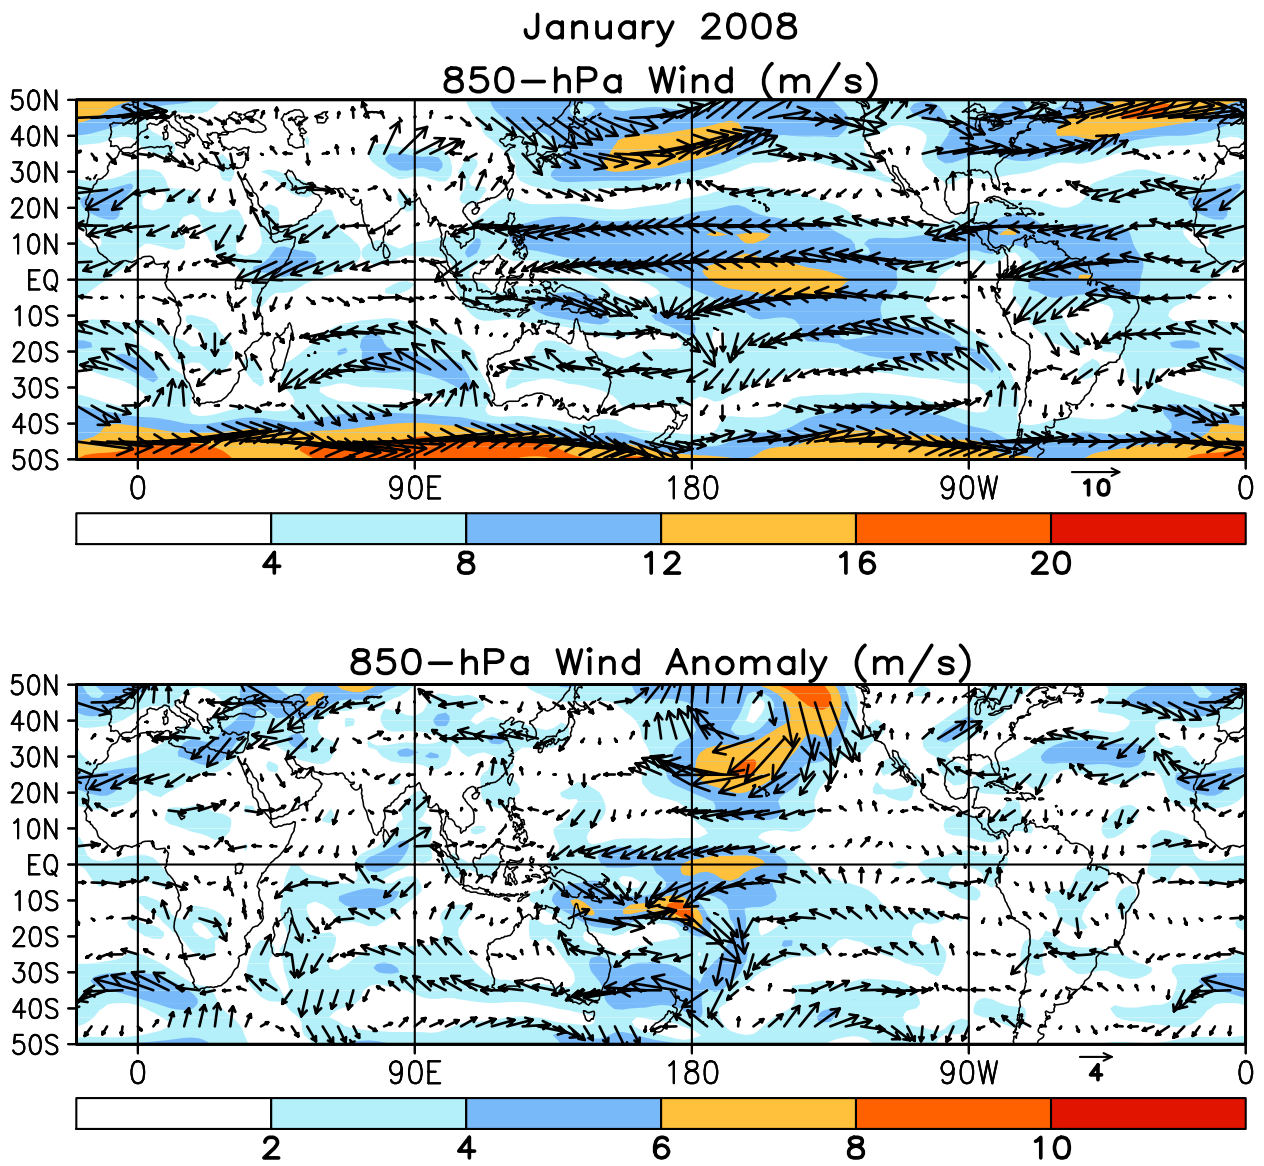 January 2008
850-hPa Wind (m/s)
50N
40N
30N
20N
10N
EQ
10S
20S
30S
40S
50S
0 90E 180 90W 0
10
4 8 12 16 20
850-hPa Wind Anomaly (m/s)
50N
40N
30N
20N
10N
EQ
10S
20S
30S
40S
50S
0 90E 180 90W 0
4
2 4 6 8 10